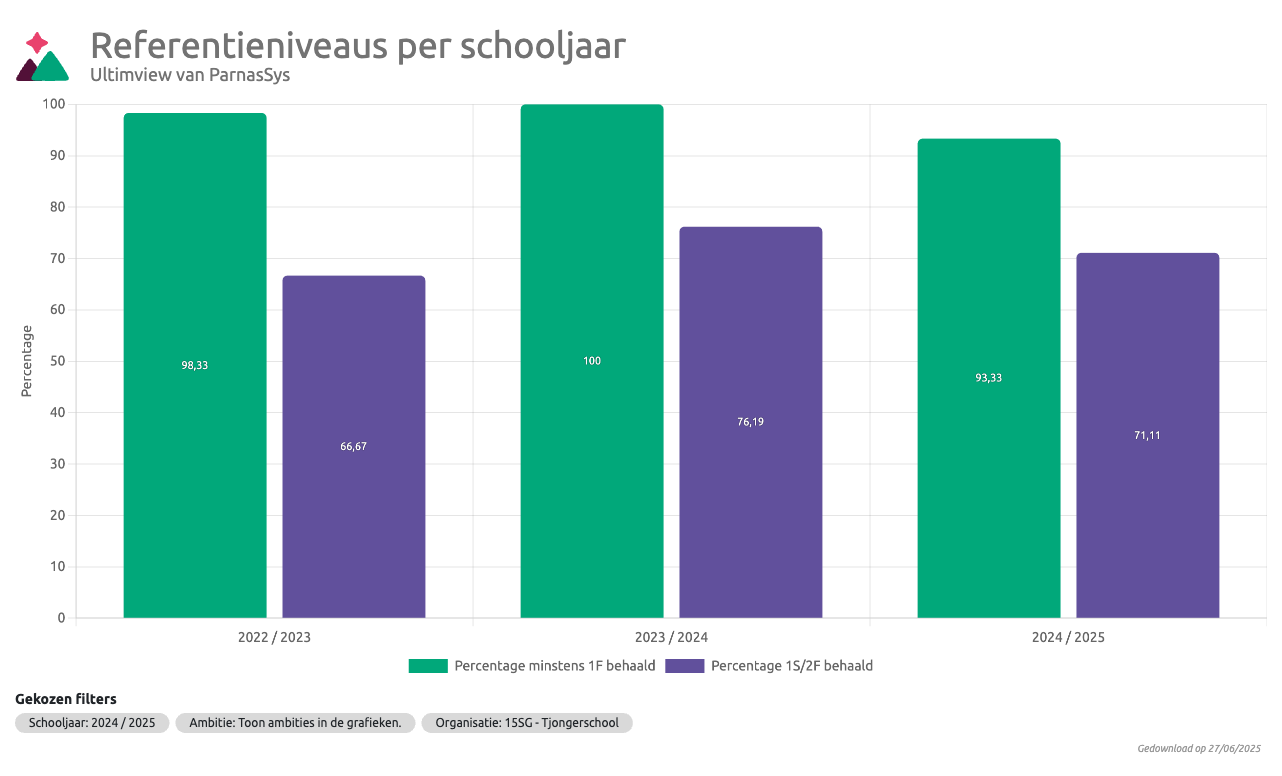 Referentieniveaus per schooljaar
Ultimview van ParnasSys
Percentage
100
90
80
70
60
50
40
30
20
10
0
98,33
66,67
100
76,19
93,33
71,11
2022 / 2023
2023 / 2024
2024 / 2025
Percentage minstens 1F behaald
Percentage 1S/2F behaald
Gekozen filters
Schooljaar: 2024 / 2025
Ambitie: Toon ambities in de grafieken.
Organisatie: 15SG - Tjongerschool
Gedownload op 27/06/2025